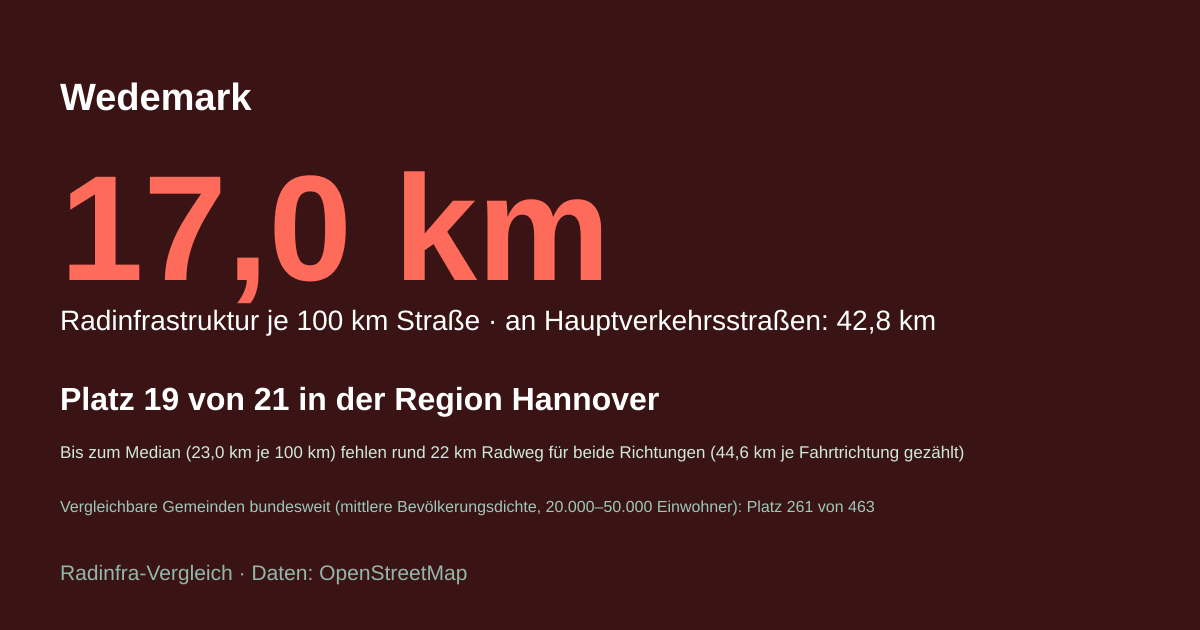 Wedemark
17,0 km
Radinfrastruktur je 100 km Straße · an Hauptverkehrsstraßen: 42,8 km
Platz 19 von 21 in der Region Hannover
Bis zum Median (23,0 km je 100 km) fehlen rund 22 km Radweg für beide Richtungen (44,6 km je Fahrtrichtung gezählt)
Vergleichbare Gemeinden bundesweit (mittlere Bevölkerungsdichte, 20.000–50.000 Einwohner): Platz 261 von 463
Radinfra-Vergleich · Daten: OpenStreetMap